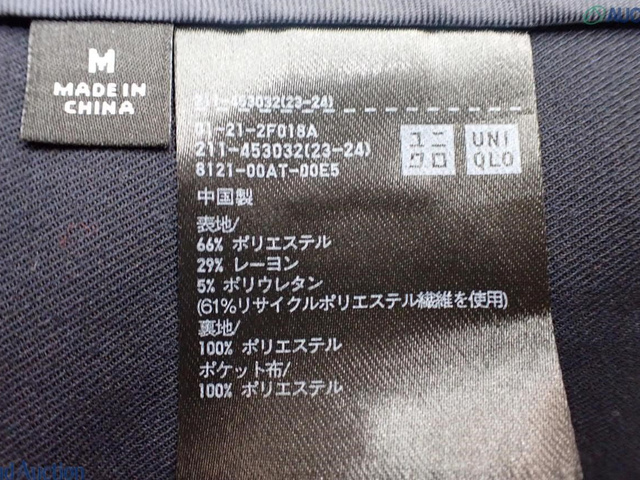 M
MADE IN
CHINA
211-453032(23-24)
01-21-2F018A
211-453032(23-24)
8121-00AT-00E5
ユニ
クロ
UNI
QLO
中国製
表地/
66% ポリエステル
29% レーヨン
5% ポリウレタン
(61%リサイクルポリエステル繊維を使用)
裏地/
100% ポリエステル
ポケット布/
100% ポリエステル